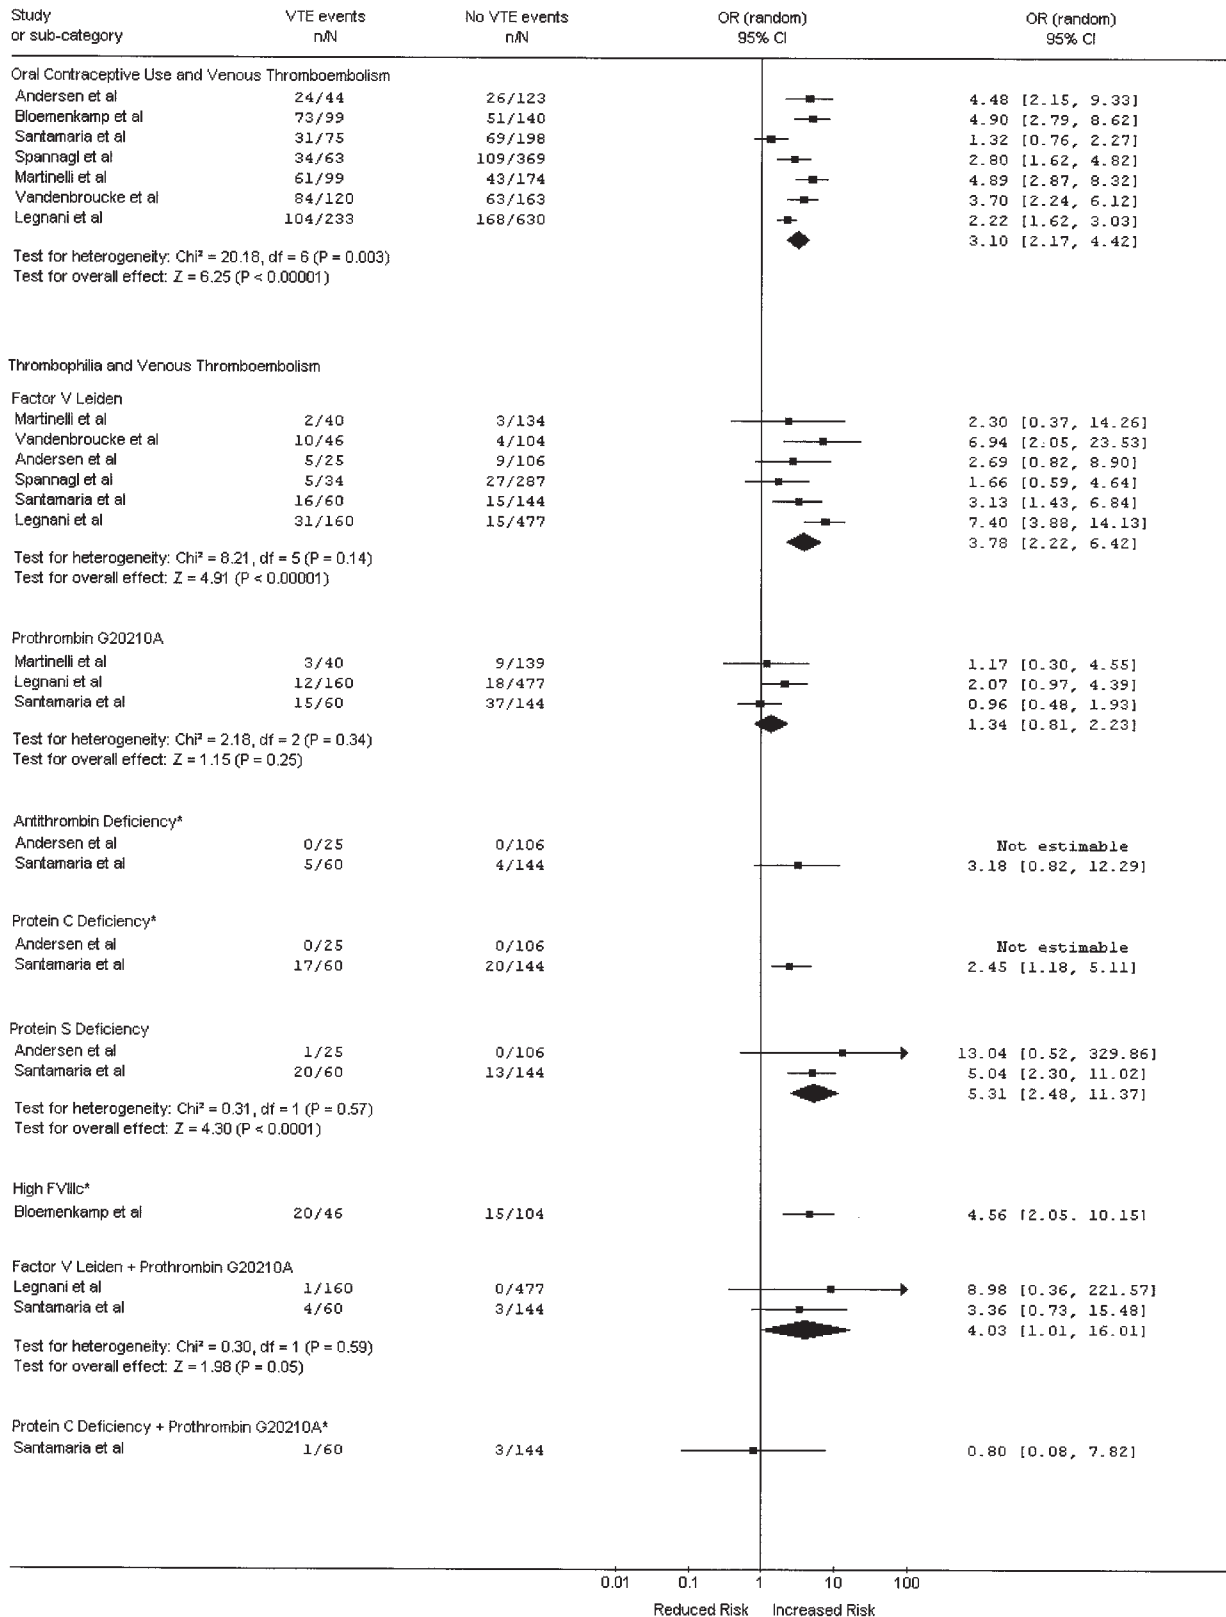 Study VTE events No VTE events OR (random) OR (random)
or sub-category n/N n/N 95% CI 95% CI
Oral Contraceptive Use and Venous Thromboembolism
Andersen et al 24/44 26/123 4.48 [2.15, 9.33]
Bloemenkamp et al 73/99 51/140 4.90 [2.79, 8.62]
Santamaria et al 31/75 69/198 1.32 [0.76, 2.27]
Spannagl et al 34/63 109/369 2.80 [1.62, 4.82]
Martinelli et al 61/99 43/174 4.89 [2.87, 8.32]
Vandenbroucke et al 84/120 63/163 3.70 [2.24, 6.12]
Legnani et al 104/233 168/630 2.22 [1.62, 3.03]
3.10 [2.17, 4.42]
Test for heterogeneity: Chi² = 20.18, df = 6 (P = 0.003)
Test for overall effect: Z = 6.25 (P < 0.00001)
Thrombophilia and Venous Thromboembolism
Factor V Leiden
Martinelli et al 2/40 3/134 2.30 [0.37, 14.26]
Vandenbroucke et al 10/46 4/104 6.94 [2.05, 23.53]
Andersen et al 5/25 9/106 2.69 [0.82, 8.90]
Spannagl et al 5/34 27/287 1.66 [0.59, 4.64]
Santamaria et al 16/60 15/144 3.13 [1.43, 6.84]
Legnani et al 31/160 15/477 7.40 [3.88, 14.13]
3.78 [2.22, 6.42]
Test for heterogeneity: Chi² = 8.21, df = 5 (P = 0.14)
Test for overall effect: Z = 4.91 (P < 0.00001)
Prothrombin G20210A
Martinelli et al 3/40 9/139 1.17 [0.30, 4.55]
Legnani et al 12/160 18/477 2.07 [0.97, 4.39]
Santamaria et al 15/60 37/144 0.96 [0.48, 1.93]
1.34 [0.81, 2.23]
Test for heterogeneity: Chi² = 2.18, df = 2 (P = 0.34)
Test for overall effect: Z = 1.15 (P = 0.25)
Antithrombin Deficiency*
Andersen et al 0/25 0/106 Not estimable
Santamaria et al 5/60 4/144 3.18 [0.82, 12.29]
Protein C Deficiency*
Andersen et al 0/25 0/106 Not estimable
Santamaria et al 17/60 20/144 2.45 [1.18, 5.11]
Protein S Deficiency
Andersen et al 1/25 0/106 13.04 [0.52, 329.86]
Santamaria et al 20/60 13/144 5.04 [2.30, 11.02]
5.31 [2.48, 11.37]
Test for heterogeneity: Chi² = 0.31, df = 1 (P = 0.57)
Test for overall effect: Z = 4.30 (P < 0.0001)
High FVIIIc*
Bloemenkamp et al 20/46 15/104 4.56 [2.05. 10.15]
Factor V Leiden + Prothrombin G20210A
Legnani et al 1/160 0/477 8.98 [0.36, 221.57]
Santamaria et al 4/60 3/144 3.36 [0.73, 15.48]
4.03 [1.01, 16.01]
Test for heterogeneity: Chi² = 0.30, df = 1 (P = 0.59)
Test for overall effect: Z = 1.98 (P = 0.05)
Protein C Deficiency + Prothrombin G20210A*
Santamaria et al 1/60 3/144 0.80 [0.08, 7.82]
0.01 0.1 1 10 100
Reduced Risk Increased Risk